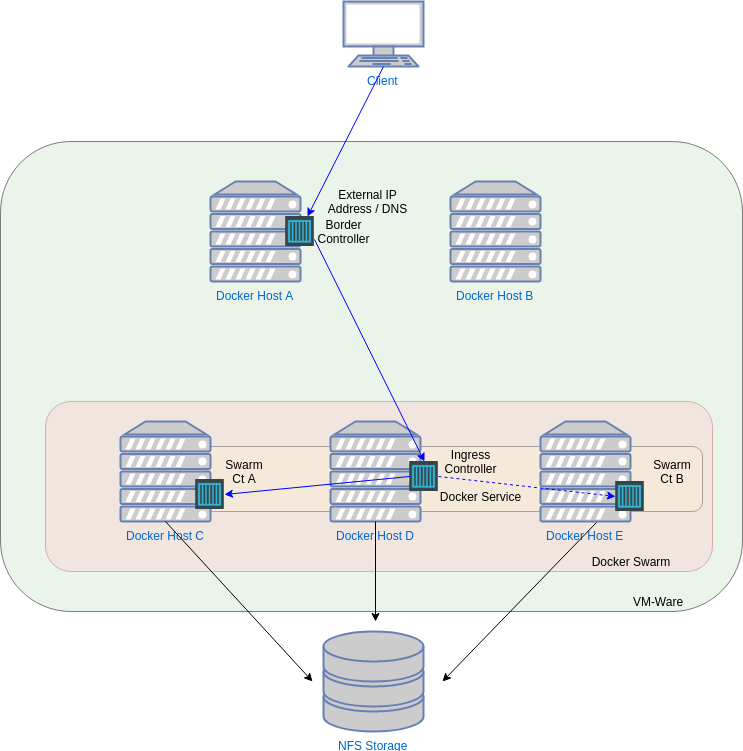 Client
External IP
Address / DNS
Border
Controller
Docker Host A
Docker Host B
Ingress
Controller
Swarm
Ct A
Swarm
Ct B
Docker Service
Docker Host C
Docker Host D
Docker Host E
Docker Swarm
VM-Ware
NFS Storage